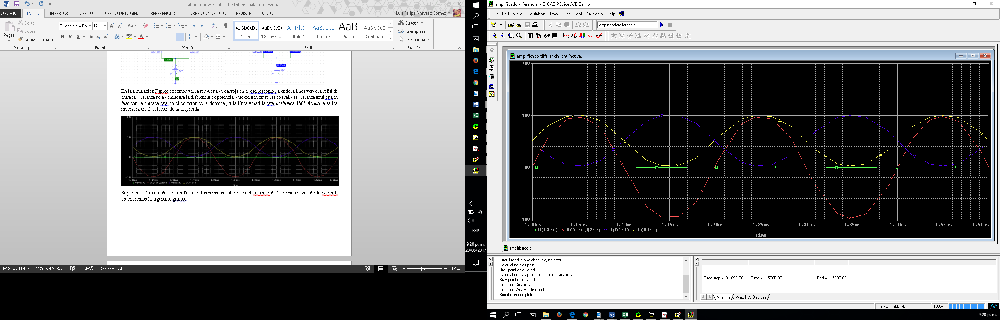 Laboratorio Amplificador Diferencial.docx - Word
ARCHIVO INICIO INSERTAR DISEÑO DISEÑO DE PÁGINA REFERENCIAS CORRESPONDENCIA REVISAR VISTA Luis Felipe Narvaez Gomez
Pegar
Cortar
Copiar
Copiar formato
Portapapeles
Times New Ro 12
N K S abc x₂ x²
Fuente
Párrafo
AaBbCcDc AaBbCcDc AaBbCc AaBbCcD AaBl AaBbCcD
¶ Normal ¶ Sin espa... Título 1 Título 2 Puesto Subtítulo
Estilos
Buscar
Reemplazar
Seleccionar
Edición
Q2N2222 Q2N2222 Q2N2222
-12.00V
V1 12V
0V
11.55mA
V1 12V
En la simulación Pspice podemos ver la respuesta que arroja en el osciloscopio , siendo la línea verde la señal de
entrada , la línea roja demuestra la diferencia de potencial que existen entre las dos salidas , la línea azul esta en
fase con la entrada esta en el colector de la derecha , y la línea amarilla esta desfasada 180° siendo la salida
inversora en el colector de la izquierda.
20V
10V
0V
-10V
1.00ms 1.05ms 1.10ms 1.15ms 1.20ms 1.25ms 1.30ms 1.35ms 1.40ms 1.45ms 1.50ms
V(V3:+) V(Q1:c,Q2:c) V(R2:1) V(R1:1)
Time
Si ponemos la entrada de la señal con los mismos valores en el trasistor de la recha en vez de la izuierda
obtendremos la siguiente grafica.
PÁGINA 4 DE 7 1126 PALABRAS ESPAÑOL (COLOMBIA) 84%
ESP
9:20 p. m.
20/05/2017
amplificadordiferencial - OrCAD PSpice A/D Demo
File Edit View Simulation Trace Plot Tools Window Help
amplificadordiferencial
amplificadordiferencial.dat (active)
20V
10V
0V
-10V
1.00ms 1.05ms 1.10ms 1.15ms 1.20ms 1.25ms 1.30ms 1.35ms 1.40ms 1.45ms 1.50ms
V(V3:+) V(Q1:c,Q2:c) V(R2:1) V(R1:1)
Time
amplificadord...
Circuit read in and checked, no errors
Calculating bias point
Bias point calculated
Calculating bias point for Transient Analysis
Bias point calculated
Transient Analysis
Transient Analysis finished
Simulation complete
Time step = 8.109E-06 Time = 1.500E-03 End = 1.500E-03
Analysis Watch Devices
Time= 1.500E-03 100%
9:20 p. m.